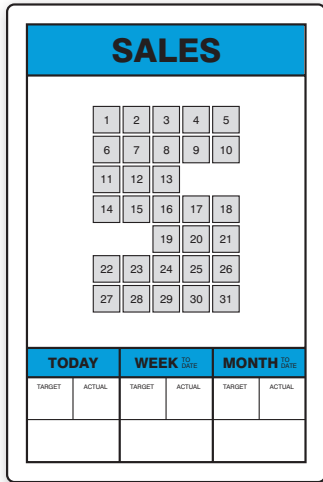 SALES
1 2 3 4 5
6 7 8 9 10
11 12 13
14 15 16 17 18
19 20 21
22 23 24 25 26
27 28 29 30 31
TODAY WEEK TO DATE MONTH TO DATE
TARGET ACTUAL TARGET ACTUAL TARGET ACTUAL